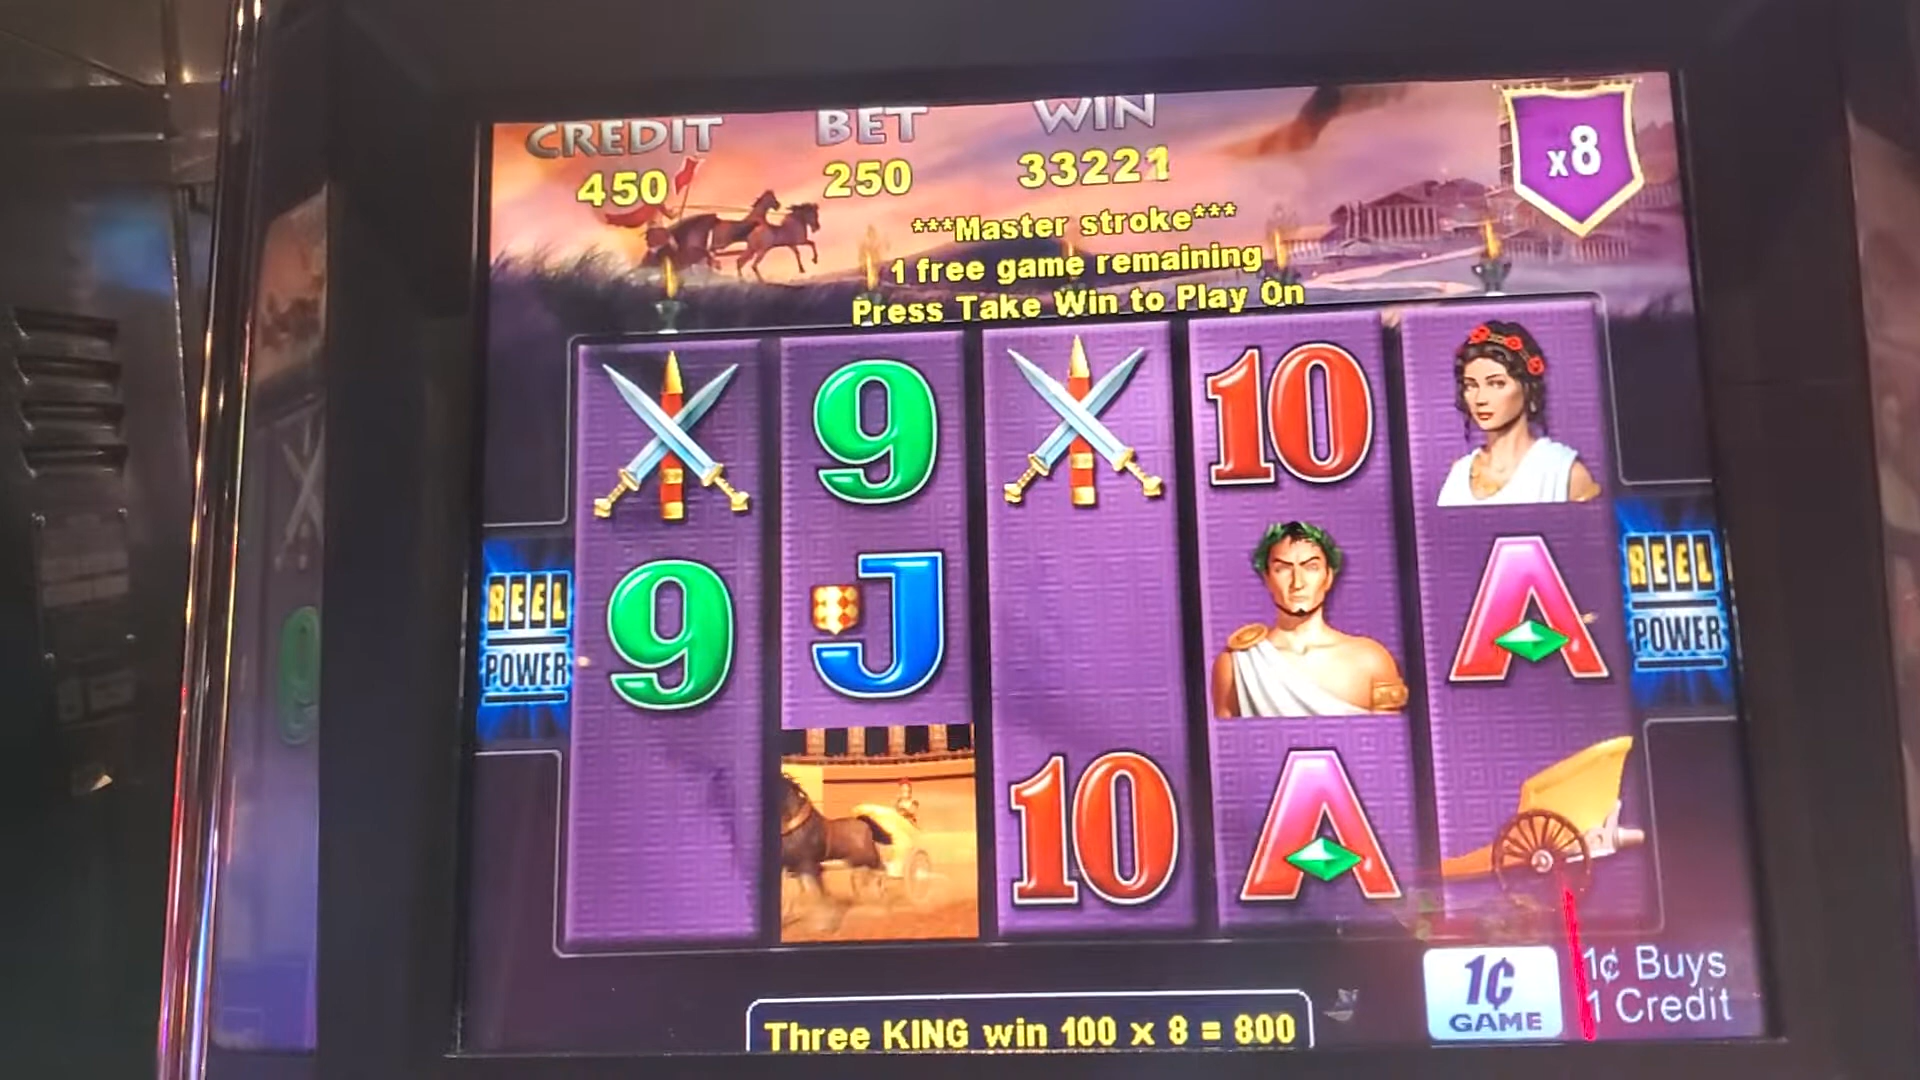 CREDIT BET WIN
450 250 33221
x8
***Master stroke***
1 free game remaining
Press Take Win to Play On
9 10
REEL POWER
9 J A
REEL POWER
10 A
1¢ GAME
1¢ Buys
1 Credit
Three KING win 100 x 8 = 800